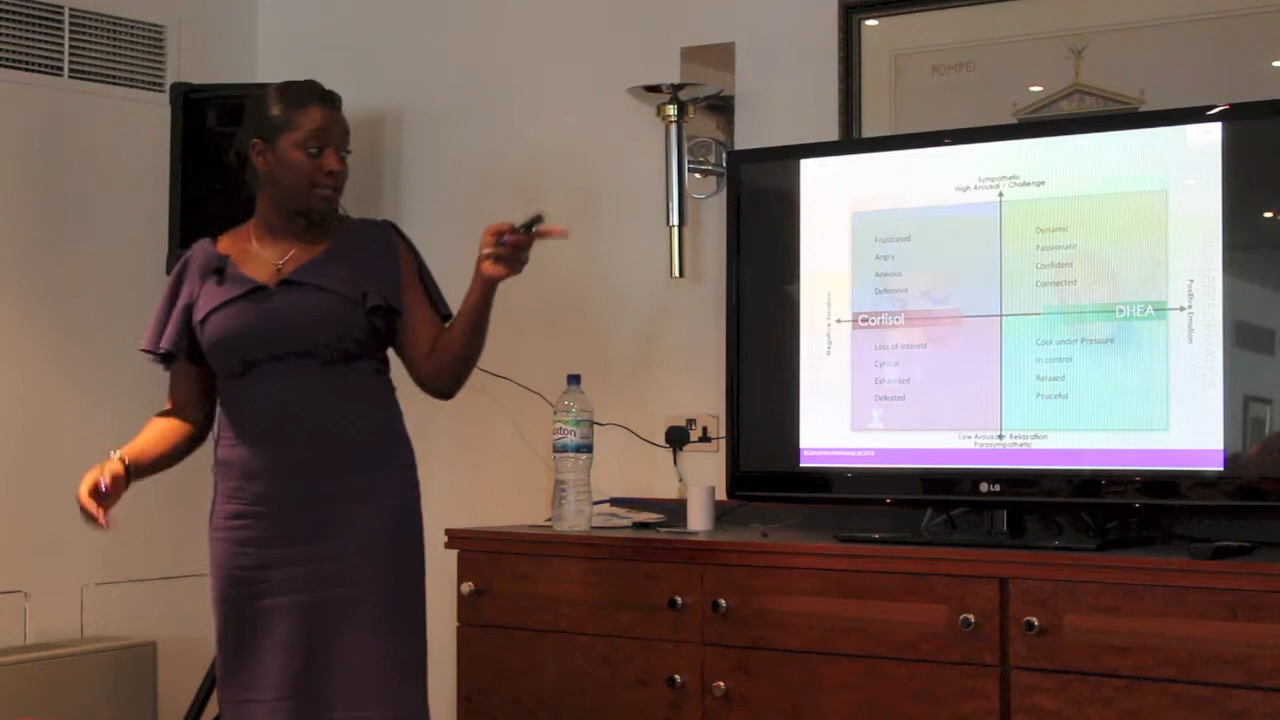 POMPEI
Sympathetic
High Arousal / Challenge
Frustrated
Angry
Anxious
Defensive
Dynamic
Passionate
Confident
Connected
Negative Emotion
Positive Emotion
Cortisol
DHEA
Loss of interest
Cynical
Exhausted
Defeated
Cool under Pressure
In control
Relaxed
Peaceful
Low Arousal / Relaxation
Parasympathetic
LG